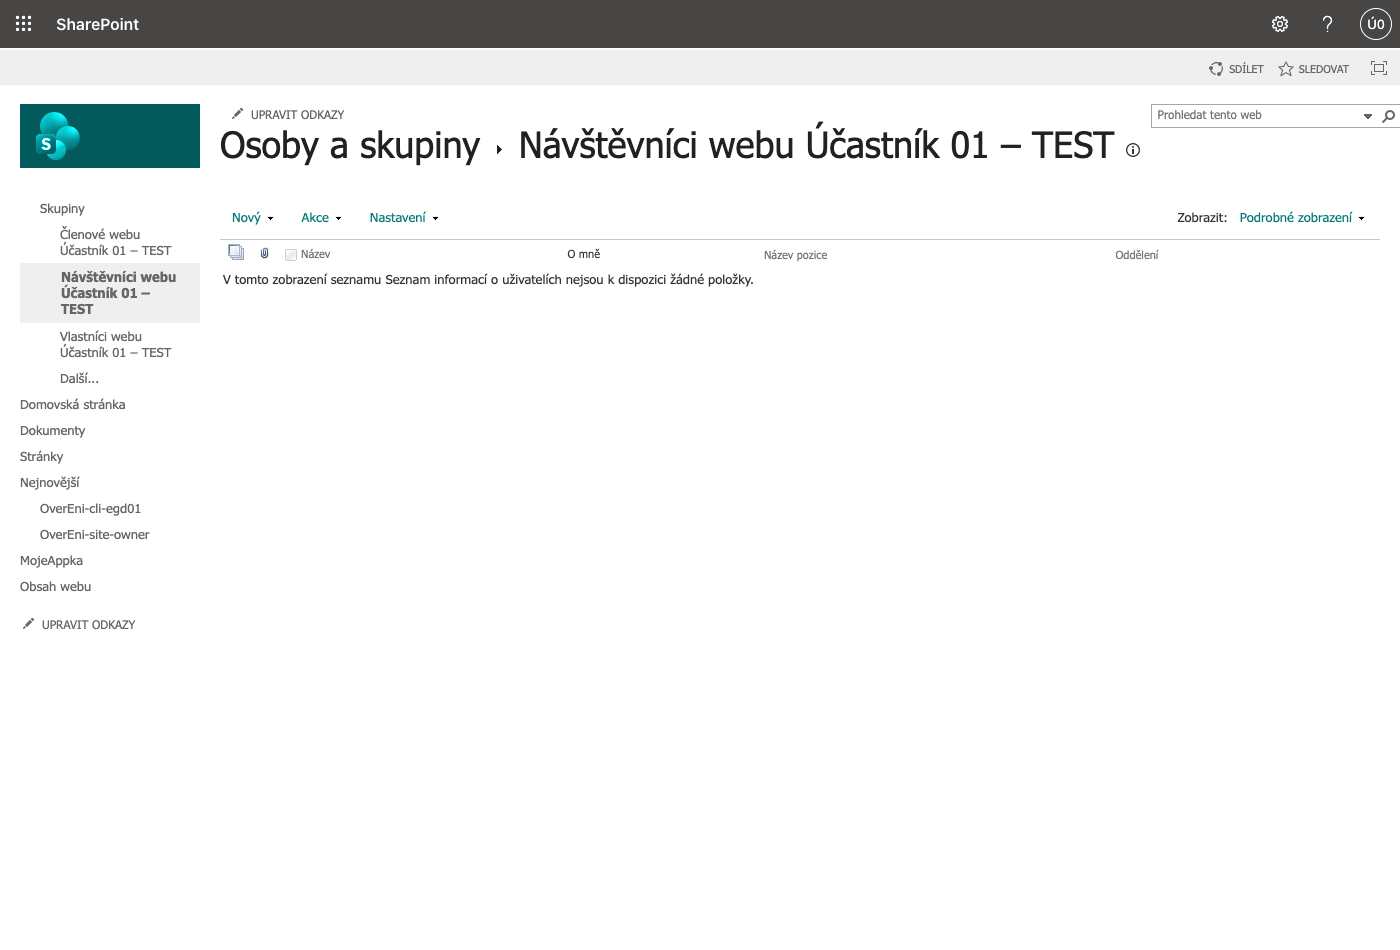 SharePoint
Ú0
SDÍLET
SLEDOVAT
S
UPRAVIT ODKAZY
Prohledat tento web
Osoby a skupiny
Návštěvníci webu Účastník 01 – TEST
Skupiny
Členové webu
Účastník 01 – TEST
Návštěvníci webu
Účastník 01 –
TEST
Vlastníci webu
Účastník 01 – TEST
Další...
Domovská stránka
Dokumenty
Stránky
Nejnovější
OverEni-cli-egd01
OverEni-site-owner
MojeAppka
Obsah webu
UPRAVIT ODKAZY
Nový
Akce
Nastavení
Zobrazit:
Podrobné zobrazení
Název
O mně
Název pozice
Oddělení
V tomto zobrazení seznamu Seznam informací o uživatelích nejsou k dispozici žádné položky.